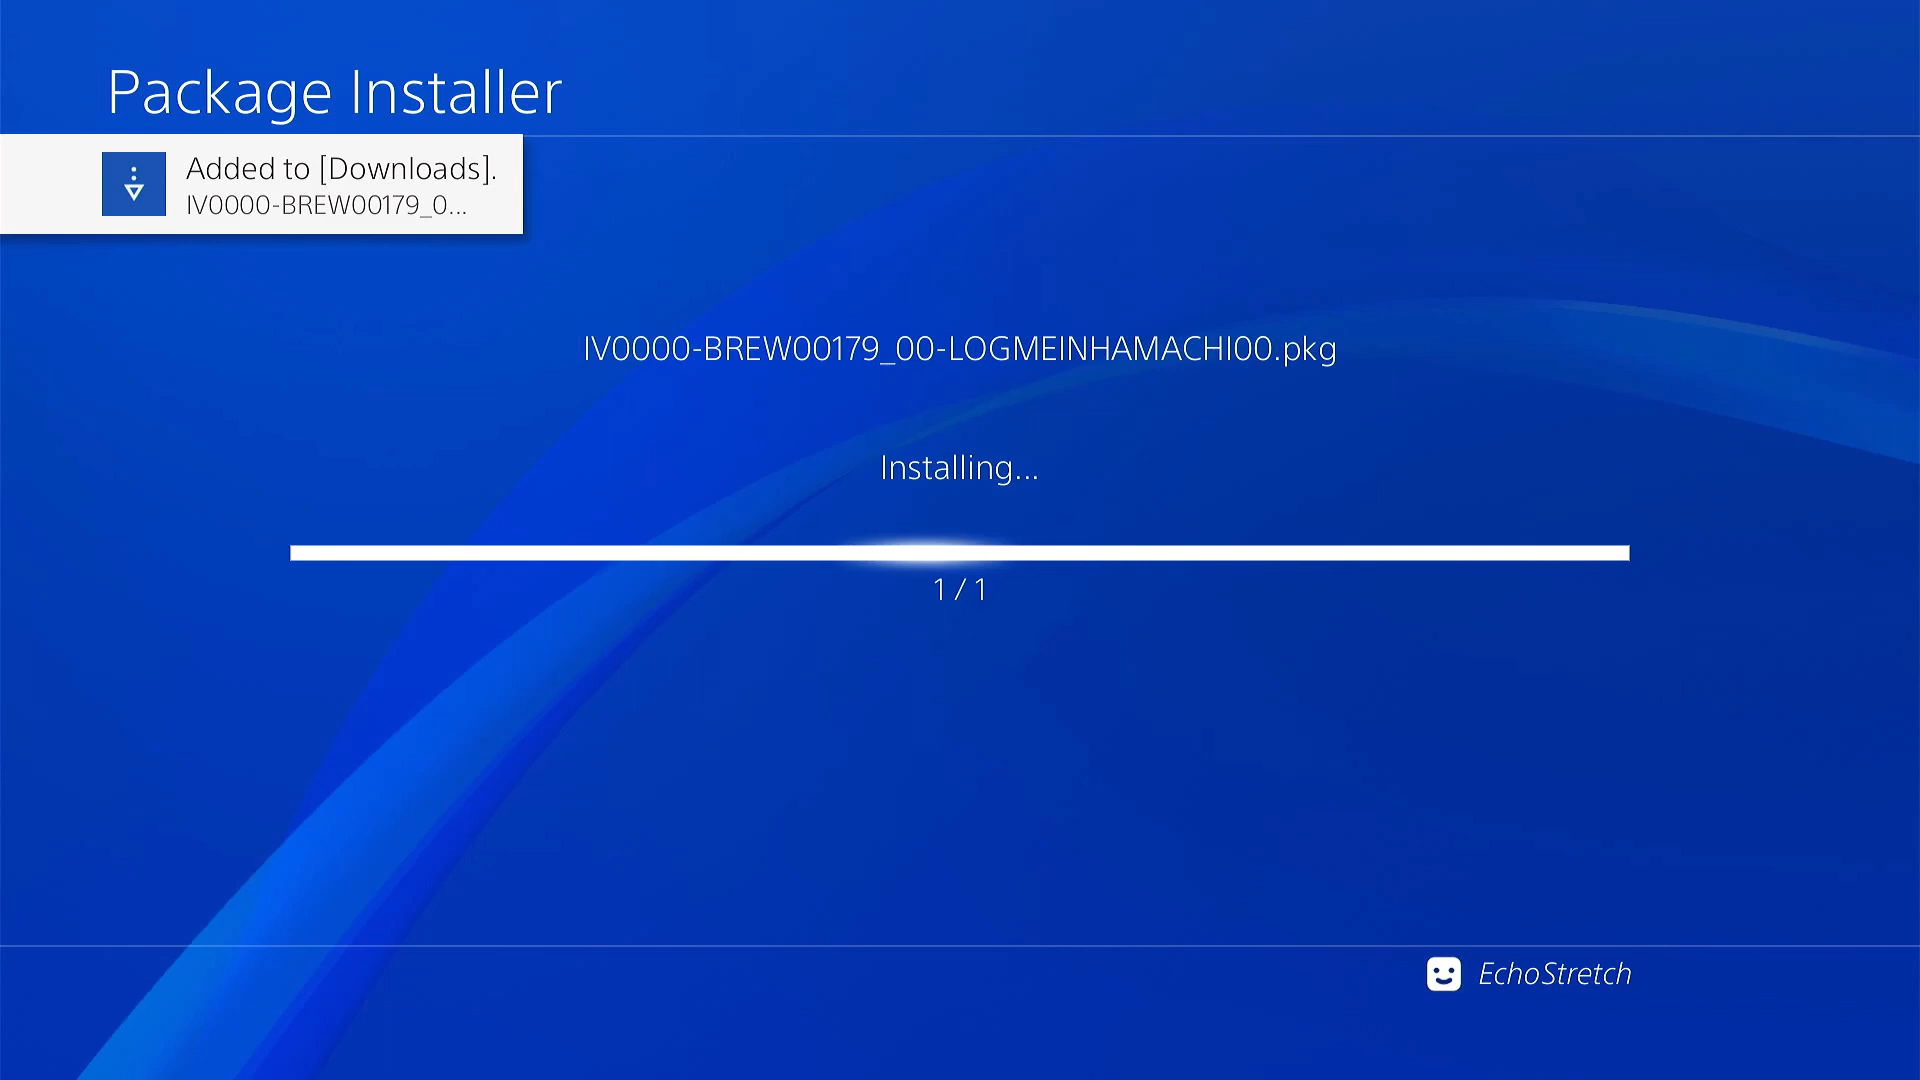 Package Installer
Added to [Downloads].
IV0000-BREW00179_0...
IV0000-BREW00179_00-LOGMEINHAMACHI00.pkg
Installing...
1 / 1
EchoStretch